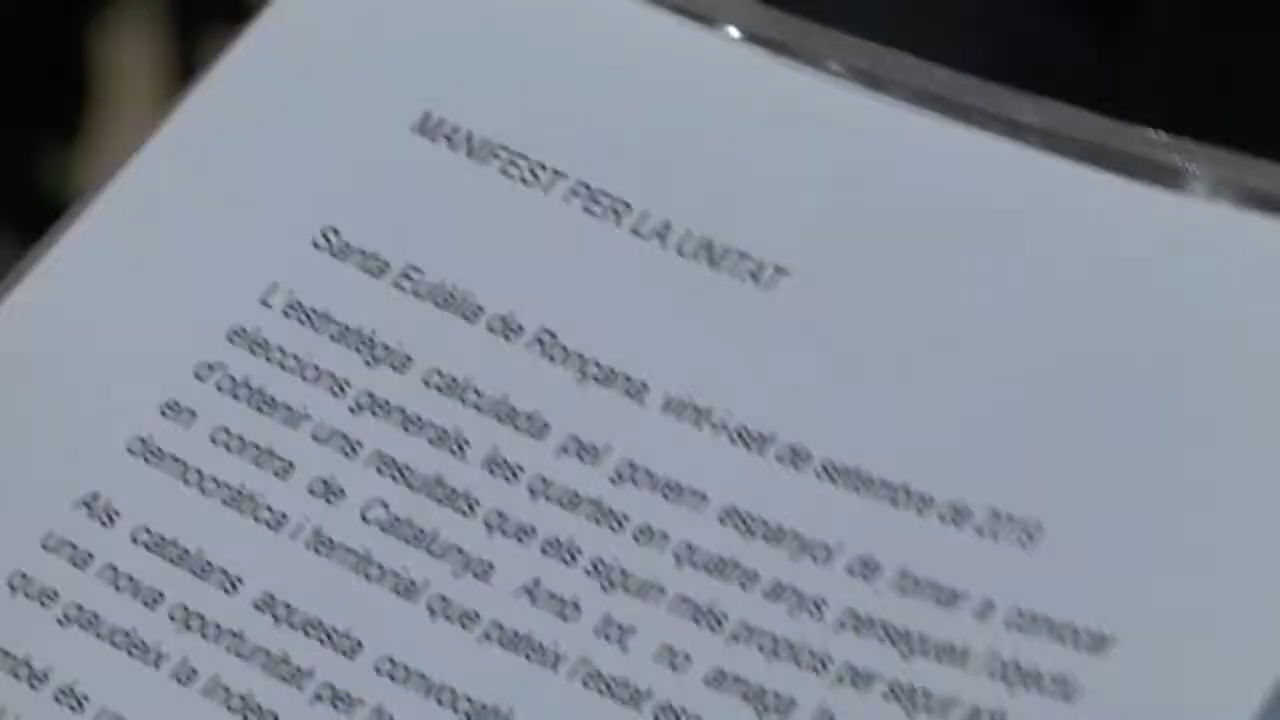 MANIFEST PER LA UNITAT
Santa Eulàlia de Ronçana, vint-i-set de setembre de 2019
L'estratègia calculada pel govern espanyol de tornar a convocar
eleccions generals, les quartes en quatre anys, persegueix l'objectiu
d'obtenir uns resultats que els siguin més propicis per seguir
en contra de Catalunya. Amb tot, no amaga la
democràtica i territorial que pateix l'estat
Als catalans aquesta
una nova oportunitat per
que gaudeix la
és